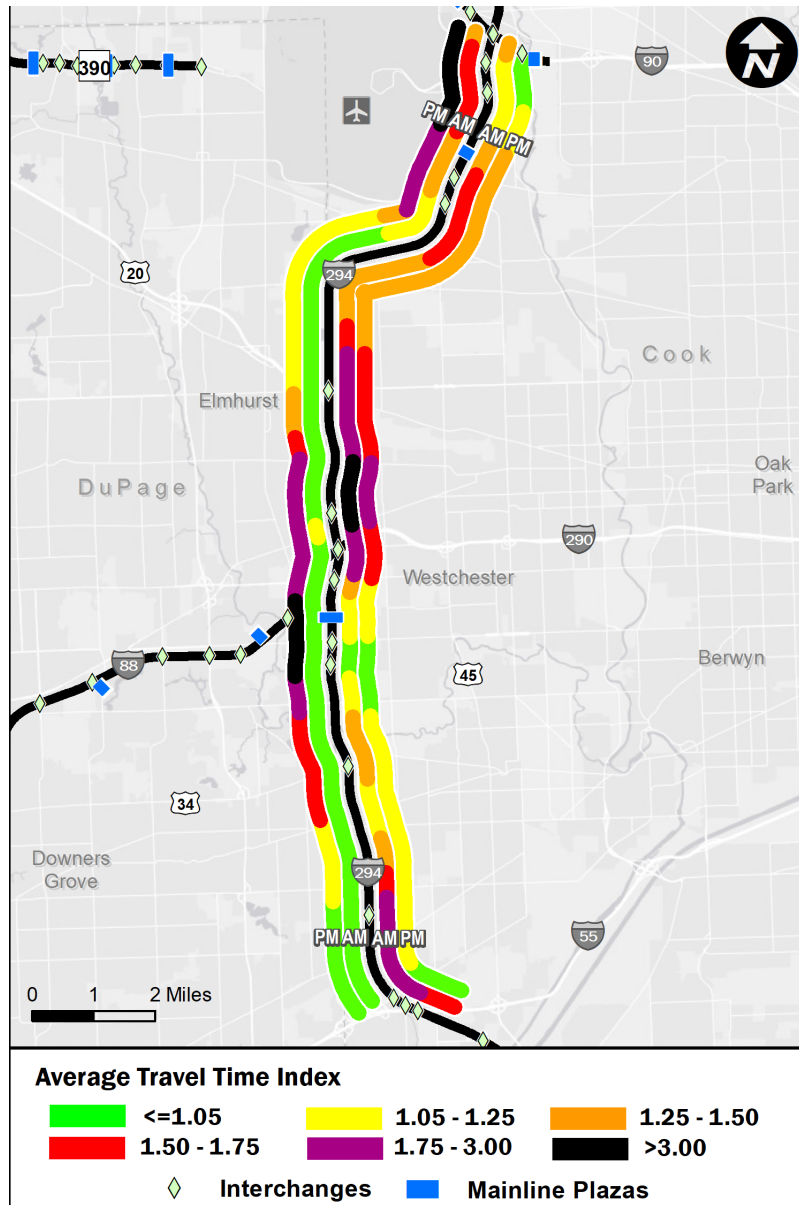 390
90
N
PM AM AM PM
20
294
Cook
Elmhurst
DuPage
Oak
Park
290
Westchester
88
45
Berwyn
34
Downers
Grove
294
55
PM AM AM PM
0 1 2 Miles
Average Travel Time Index
<=1.05 1.05 - 1.25 1.25 - 1.50
1.50 - 1.75 1.75 - 3.00 >3.00
Interchanges Mainline Plazas